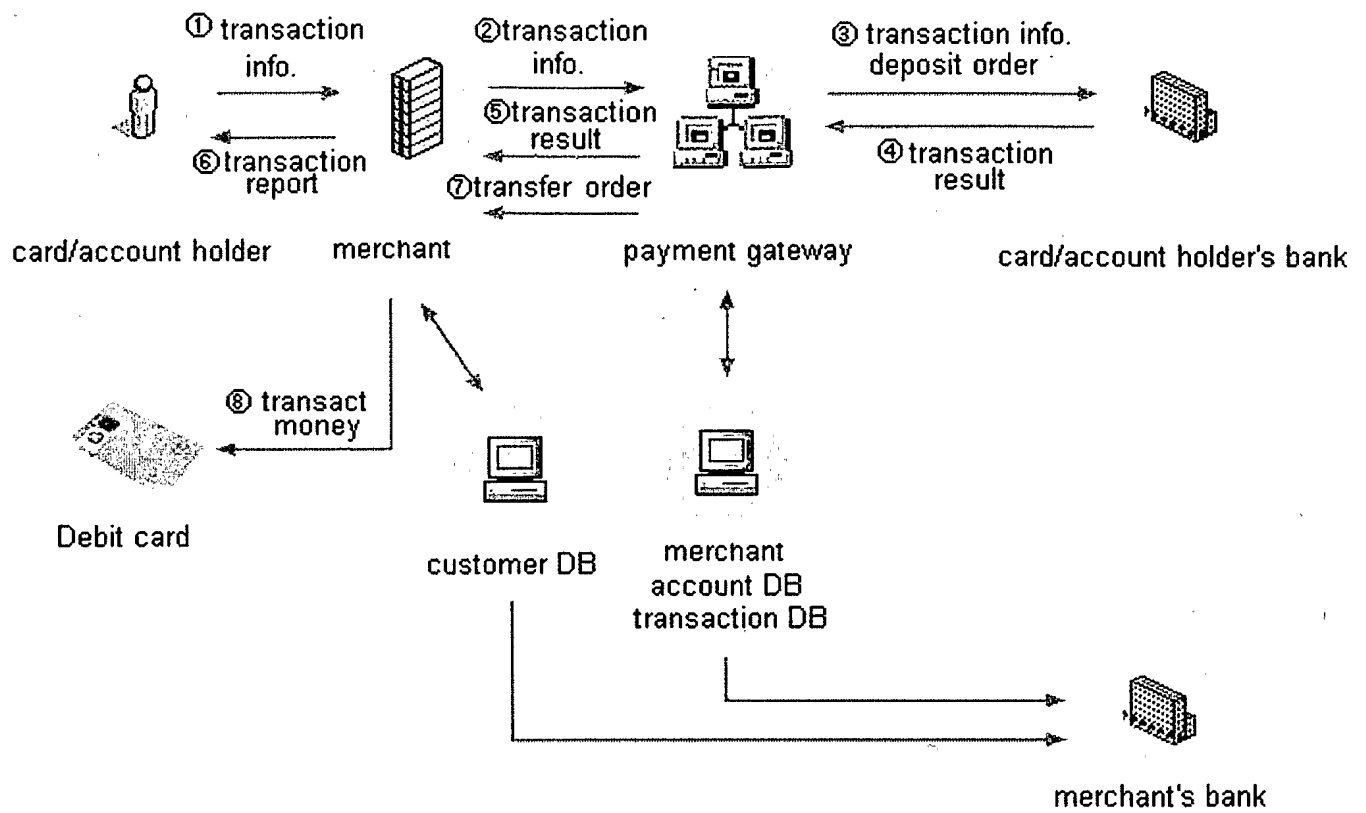 ① transaction
info.
②transaction
info.
③ transaction info.
deposit order
⑤transaction
result
④ transaction
result
⑥transaction
report
⑦transfer order
card/account holder
merchant
payment gateway
card/account holder's bank
⑧ transact
money
Debit card
customer DB
merchant
account DB
transaction DB
merchant's bank